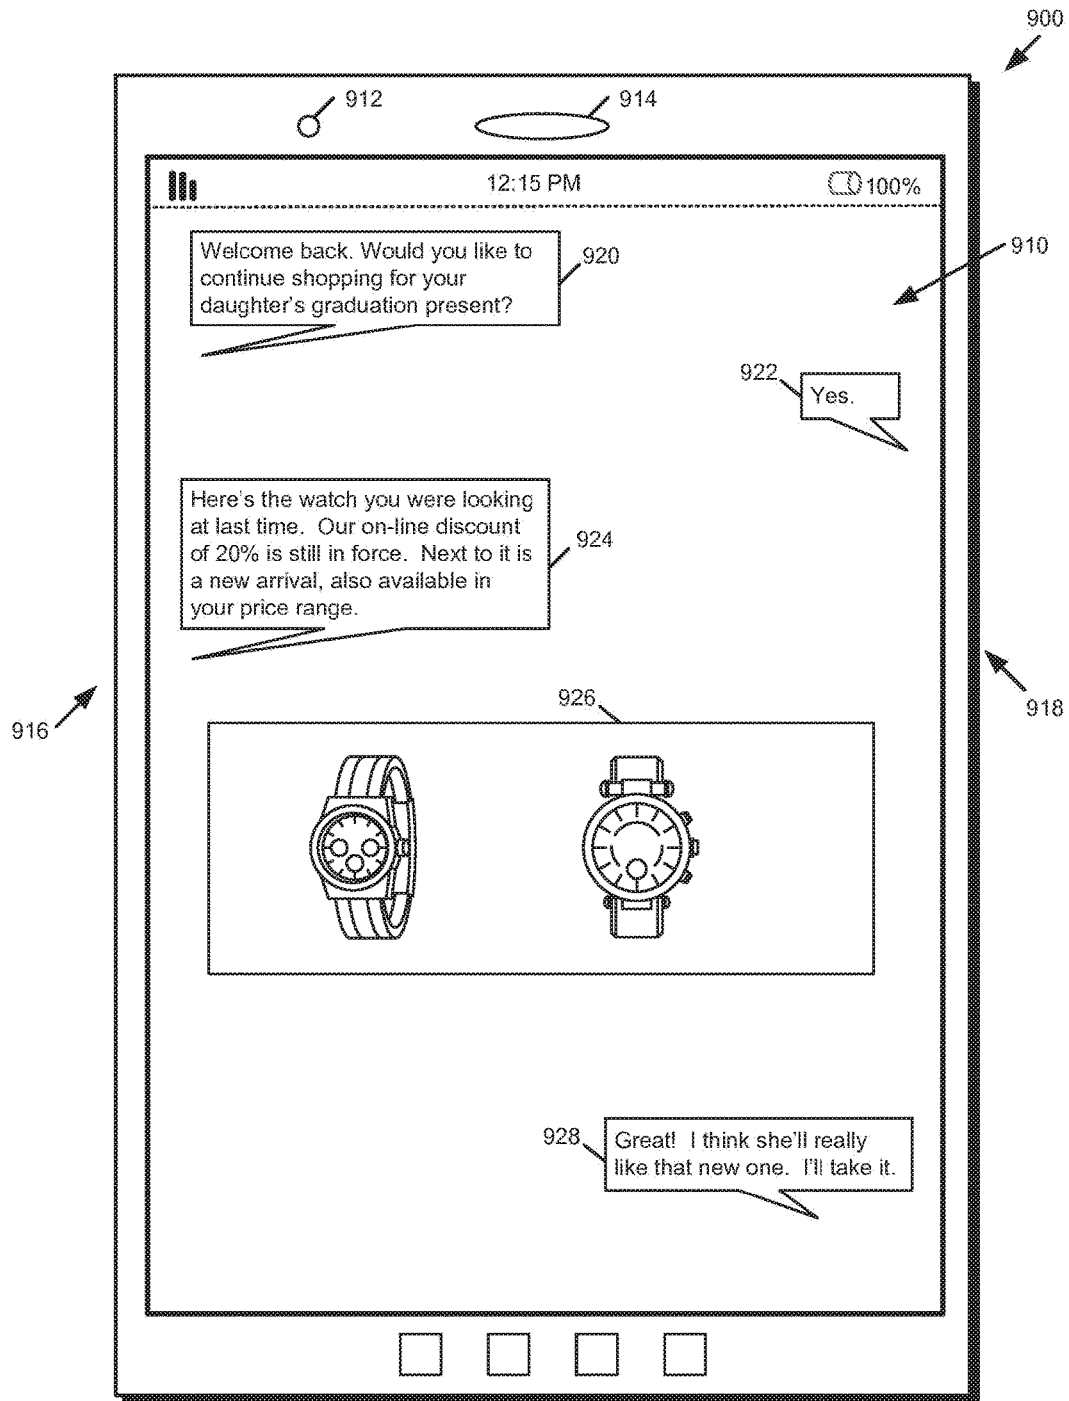 900
912
914
12:15 PM
100%
Welcome back. Would you like to
continue shopping for your
daughter's graduation present?
920
910
922
Yes.
Here's the watch you were looking
at last time.  Our on-line discount
of 20% is still in force.  Next to it is
a new arrival, also available in
your price range.
924
926
916
918
928
Great!  I think she'll really
like that new one.  I'll take it.